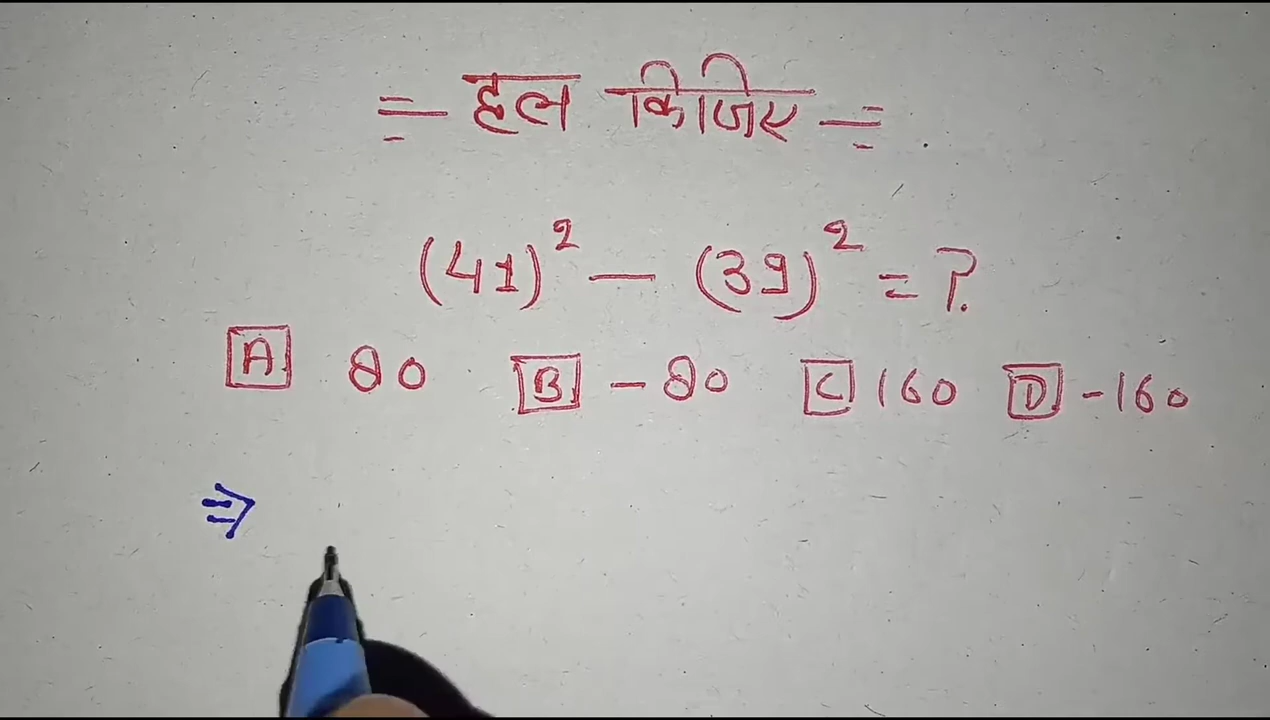 = हल किजिए =
(41)² — (39)² = ?
A 80 B - 80 C 160 D -160
⇒